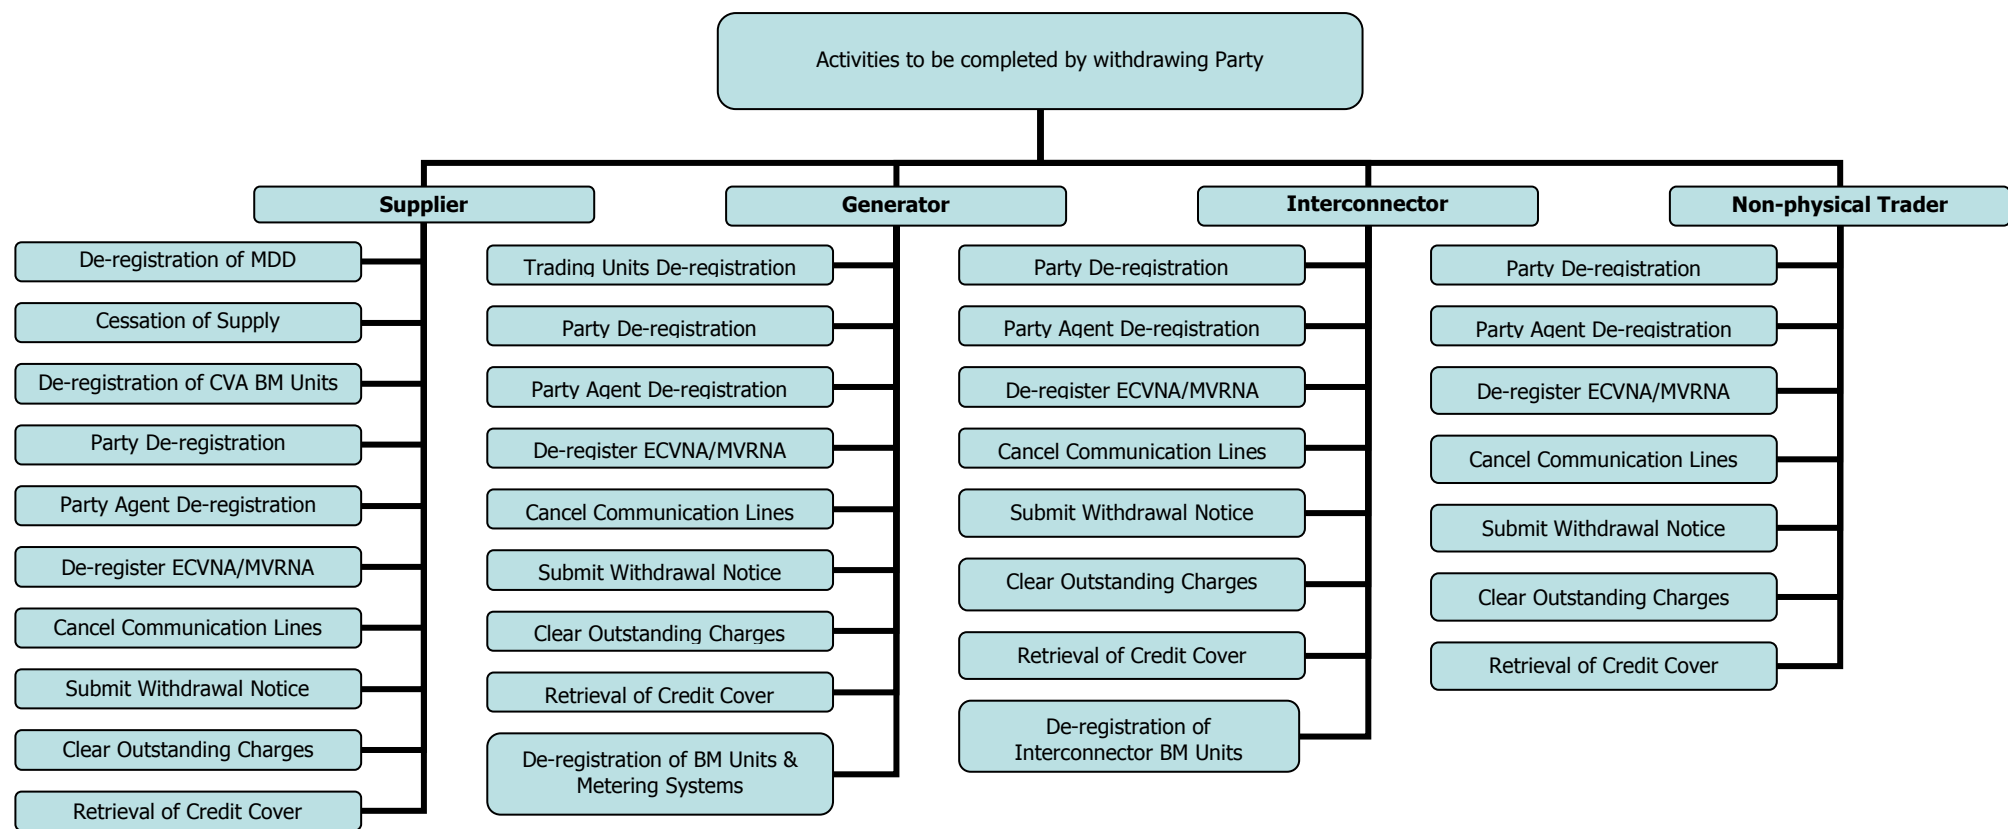 Activities to be completed by withdrawing Party
Supplier
De-registration of MDD
Cessation of Supply
De-registration of CVA BM Units
Party De-registration
Party Agent De-registration
De-register ECVNA/MVRNA
Cancel Communication Lines
Submit Withdrawal Notice
Clear Outstanding Charges
Retrieval of Credit Cover
Generator
Trading Units De-registration
Party De-registration
Party Agent De-registration
De-register ECVNA/MVRNA
Cancel Communication Lines
Submit Withdrawal Notice
Clear Outstanding Charges
Retrieval of Credit Cover
De-registration of BM Units &
Metering Systems
Interconnector
Party De-registration
Party Agent De-registration
De-register ECVNA/MVRNA
Cancel Communication Lines
Submit Withdrawal Notice
Clear Outstanding Charges
Retrieval of Credit Cover
De-registration of
Interconnector BM Units
Non-physical Trader
Party De-registration
Party Agent De-registration
De-register ECVNA/MVRNA
Cancel Communication Lines
Submit Withdrawal Notice
Clear Outstanding Charges
Retrieval of Credit Cover